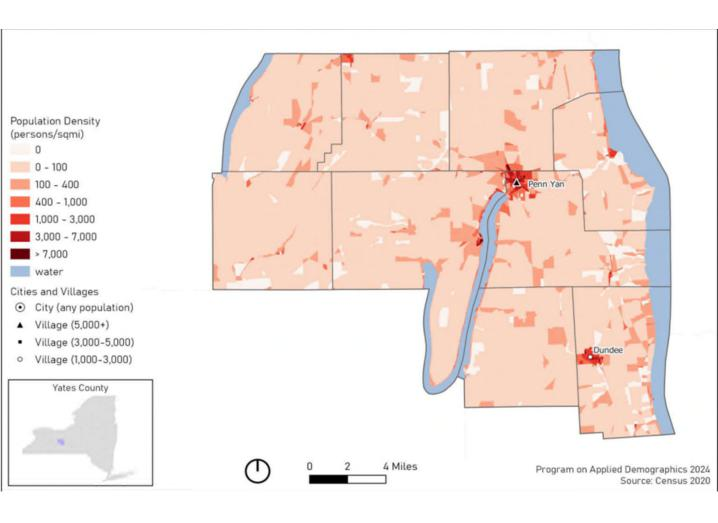 Population Density
(persons/sqmi)
0
0 - 100
100 - 400
400 - 1,000
1,000 - 3,000
3,000 - 7,000
> 7,000
water
Cities and Villages
City (any population)
Village (5,000+)
Village (3,000-5,000)
Village (1,000-3,000)
Yates County
Penn Yan
Dundee
0 2 4 Miles
Program on Applied Demographics 2024
Source: Census 2020